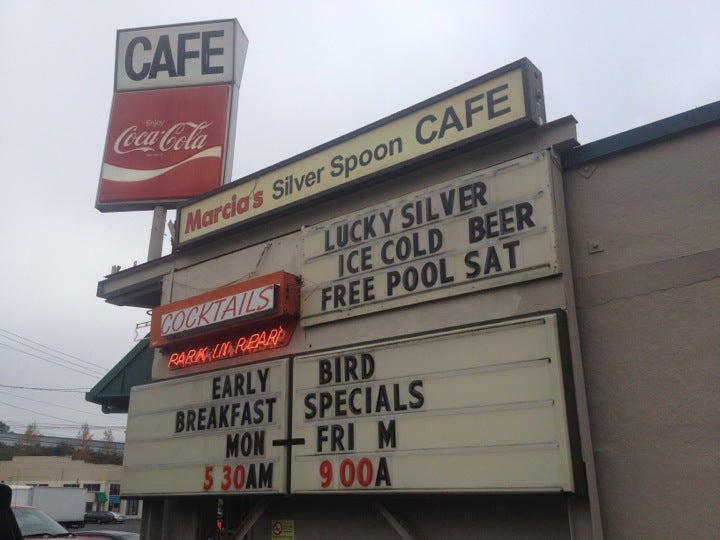 CAFE
Enjoy
Coca-Cola
Marcia's Silver Spoon CAFE
LUCKY SILVER
ICE COLD BEER
FREE POOL SAT
COCKTAILS
PARK IN REAR
EARLY BIRD
BREAKFAST SPECIALS
MON - FRI M
5 30AM 9 00A